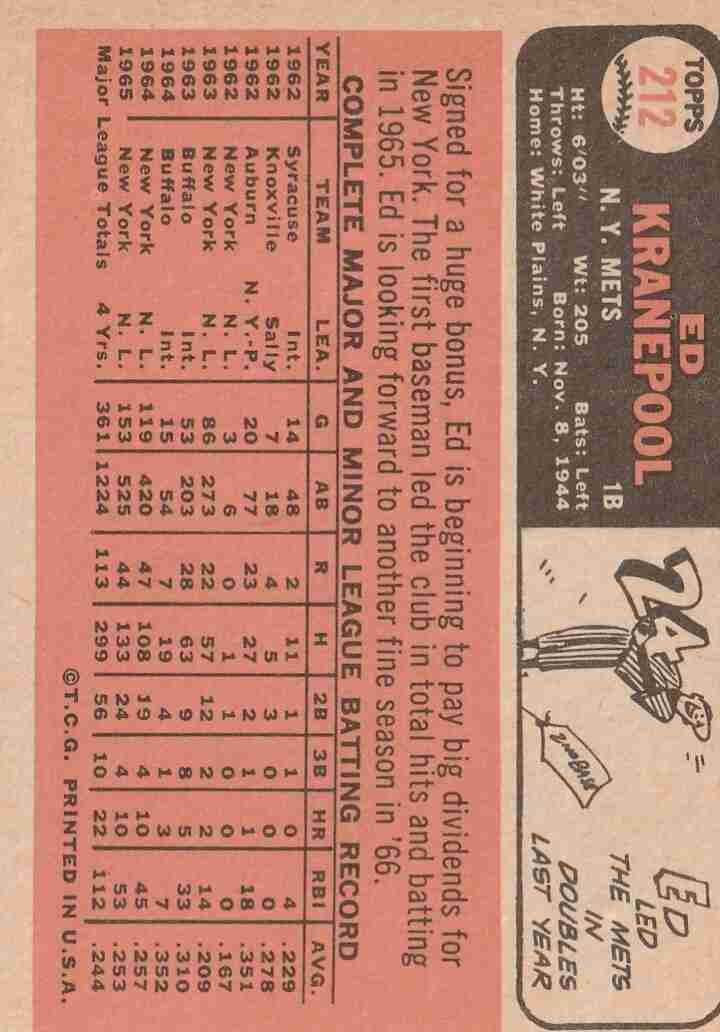 TOPPS
212
ED
KRANEPOOL
N. Y. METS 1B
Ht: 6'03" Wt: 205 Bats: Left
Throws: Left Born: Nov. 8, 1944
Home: White Plains, N. Y.
24
2ND BASE
ED
LED
THE METS
IN
DOUBLES
LAST YEAR
Signed for a huge bonus, Ed is beginning to pay big dividends for
New York. The first baseman led the club in total hits and batting
in 1965. Ed is looking forward to another fine season in '66.
COMPLETE MAJOR AND MINOR LEAGUE BATTING RECORD
YEAR TEAM LEA. G AB R H 2B 3B HR RBI AVG.
1962 Syracuse Int. 14 48 2 11 1 1 0 4 .229
1962 Knoxville Sally 7 18 4 5 3 0 0 0 .278
1962 Auburn N. Y.-P. 20 77 23 27 2 1 1 18 .351
1962 New York N. L. 3 6 0 1 1 0 0 0 .167
1963 New York N. L. 86 273 22 57 12 2 2 14 .209
1963 Buffalo Int. 53 203 28 63 9 8 5 33 .310
1964 Buffalo Int. 15 54 7 19 4 1 3 7 .352
1964 New York N. L. 119 420 47 108 19 4 10 45 .257
1965 New York N. L. 153 525 44 133 24 4 10 53 .253
Major League Totals 4 Yrs. 361 1224 113 299 56 10 22 112 .244
©T.C.G. PRINTED IN U.S.A.